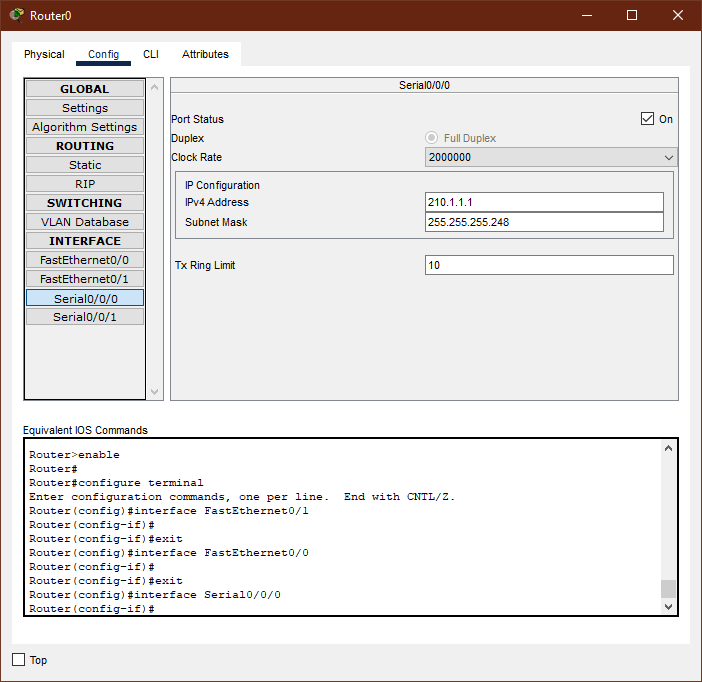 Router0
Physical Config CLI Attributes
GLOBAL
Settings
Algorithm Settings
ROUTING
Static
RIP
SWITCHING
VLAN Database
INTERFACE
FastEthernet0/0
FastEthernet0/1
Serial0/0/0
Serial0/0/1
Serial0/0/0
Port Status On
Duplex Full Duplex
Clock Rate 2000000
IP Configuration
IPv4 Address 210.1.1.1
Subnet Mask 255.255.255.248
Tx Ring Limit 10
Equivalent IOS Commands
Router>enable
Router#
Router#configure terminal
Enter configuration commands, one per line.  End with CNTL/Z.
Router(config)#interface FastEthernet0/1
Router(config-if)#
Router(config-if)#exit
Router(config)#interface FastEthernet0/0
Router(config-if)#
Router(config-if)#exit
Router(config)#interface Serial0/0/0
Router(config-if)#
Top